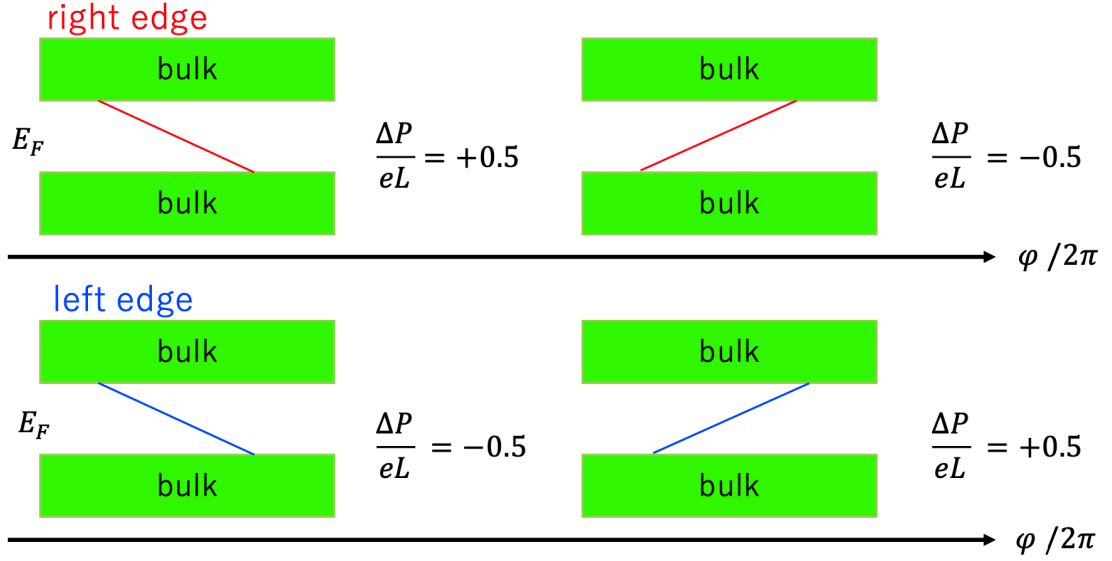 right edge
bulk bulk
E_F ΔP/eL = +0.5 ΔP/eL = −0.5
bulk bulk
φ /2π
left edge
bulk bulk
E_F ΔP/eL = −0.5 ΔP/eL = +0.5
bulk bulk
φ /2π